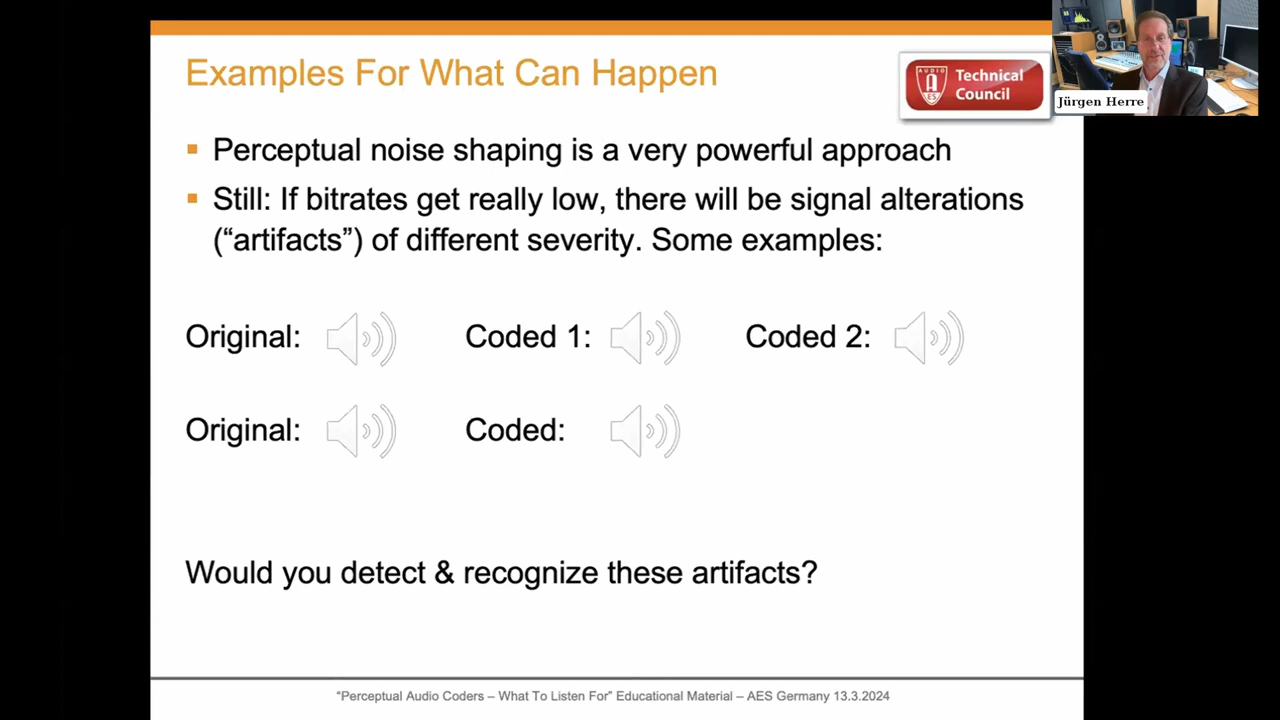 Examples For What Can Happen
AUDIO
A
ES
Technical
Council
Jürgen Herre
▪ Perceptual noise shaping is a very powerful approach
▪ Still: If bitrates get really low, there will be signal alterations
(“artifacts”) of different severity. Some examples:
Original: Coded 1: Coded 2:
Original: Coded:
Would you detect & recognize these artifacts?
“Perceptual Audio Coders – What To Listen For” Educational Material – AES Germany 13.3.2024